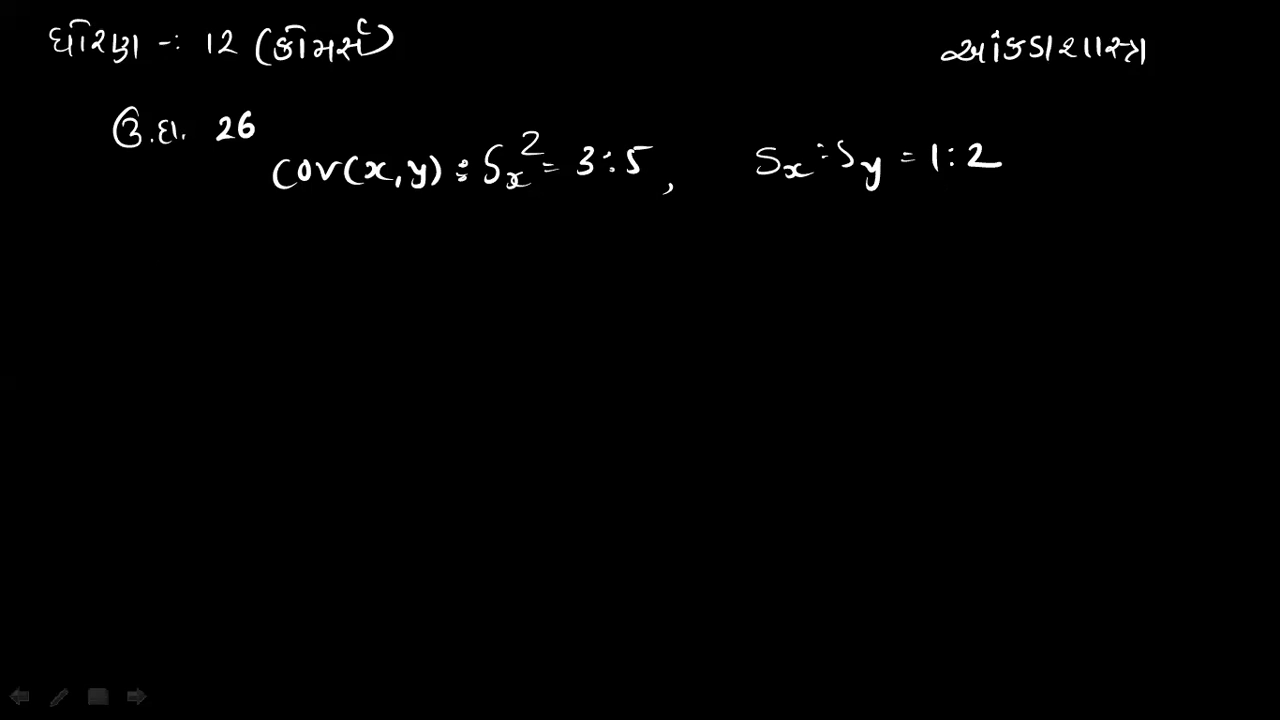 ધોરણ -: 12 (કોમર્સ) આંકડાશાસ્ત્ર
ઉ.દા. 26
cov(x,y) : Sx² = 3:5, Sx : Sy = 1:2